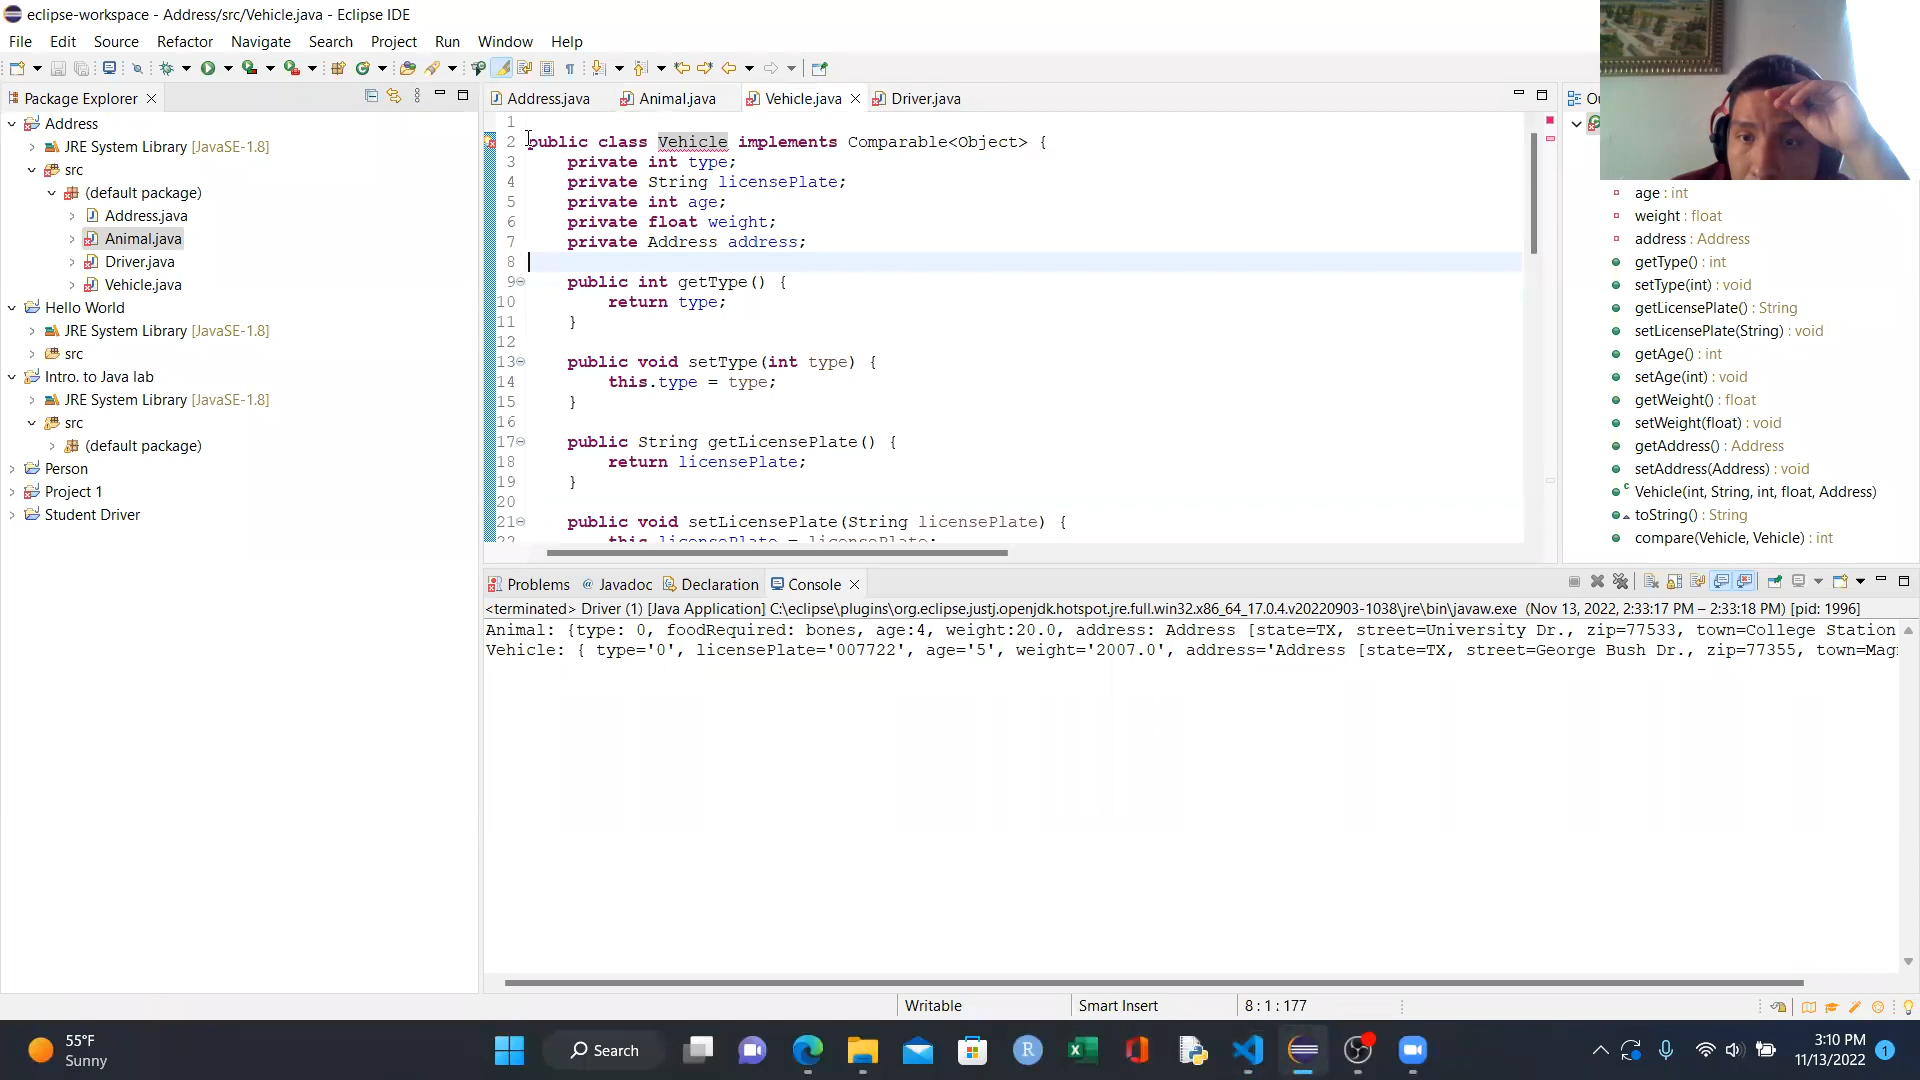 eclipse-workspace - Address/src/Vehicle.java - Eclipse IDE
File Edit Source Refactor Navigate Search Project Run Window Help
Package Explorer
Address
JRE System Library [JavaSE-1.8]
src
(default package)
Address.java
Animal.java
Driver.java
Vehicle.java
Hello World
JRE System Library [JavaSE-1.8]
src
Intro. to Java lab
JRE System Library [JavaSE-1.8]
src
(default package)
Person
Project 1
Student Driver
Address.java Animal.java Vehicle.java Driver.java
1
2 public class Vehicle implements Comparable<Object> {
3 private int type;
4 private String licensePlate;
5 private int age;
6 private float weight;
7 private Address address;
8
9 public int getType() {
10 return type;
11 }
12
13 public void setType(int type) {
14 this.type = type;
15 }
16
17 public String getLicensePlate() {
18 return licensePlate;
19 }
20
21 public void setLicensePlate(String licensePlate) {
22 this.licensePlate = licensePlate;
Ou
age : int
weight : float
address : Address
getType() : int
setType(int) : void
getLicensePlate() : String
setLicensePlate(String) : void
getAge() : int
setAge(int) : void
getWeight() : float
setWeight(float) : void
getAddress() : Address
setAddress(Address) : void
Vehicle(int, String, int, float, Address)
toString() : String
compare(Vehicle, Vehicle) : int
Problems @ Javadoc Declaration Console
<terminated> Driver (1) [Java Application] C:\eclipse\plugins\org.eclipse.justj.openjdk.hotspot.jre.full.win32.x86_64_17.0.4.v20220903-1038\jre\bin\javaw.exe (Nov 13, 2022, 2:33:17 PM – 2:33:18 PM) [pid: 1996]
Animal: {type: 0, foodRequired: bones, age:4, weight:20.0, address: Address [state=TX, street=University Dr., zip=77533, town=College Station
Vehicle: { type='0', licensePlate='007722', age='5', weight='2007.0', address='Address [state=TX, street=George Bush Dr., zip=77355, town=Mag
Writable Smart Insert 8 : 1 : 177
55°F
Sunny
Search
3:10 PM
11/13/2022
1